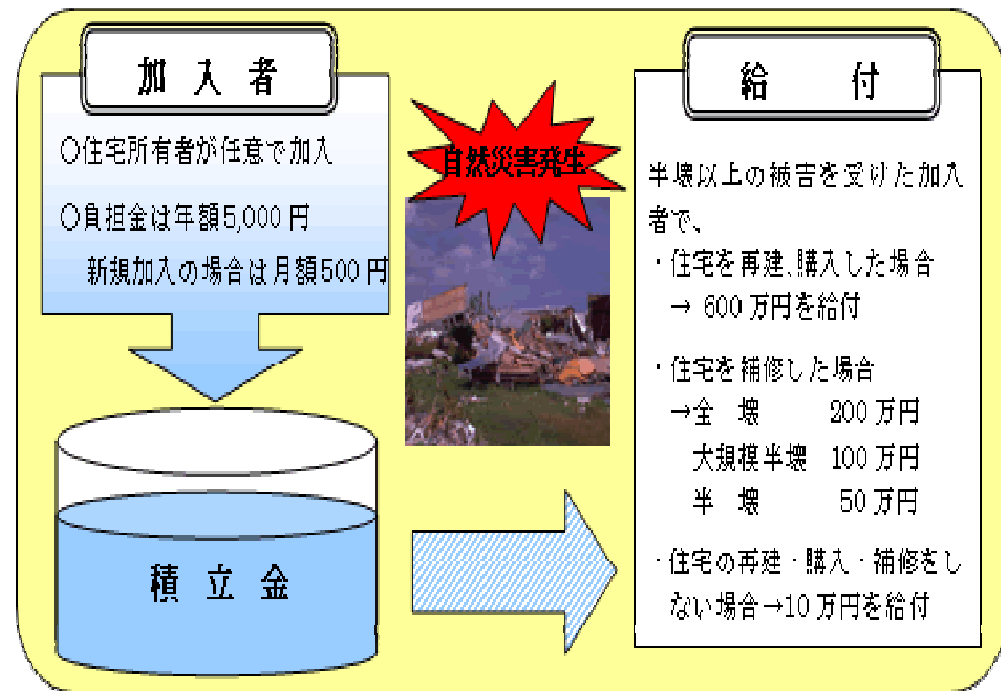 加入者
○住宅所有者が任意で加入
○負担金は年額5,000円
新規加入の場合は月額500円
積立金
自然災害発生
給付
半壊以上の被害を受けた加入
者で、
・住宅を再建、購入した場合
→ 600万円を給付
・住宅を補修した場合
→全 壊 200万円
大規模半壊 100万円
半 壊 50万円
・住宅の再建・購入・補修をし
ない場合→10万円を給付